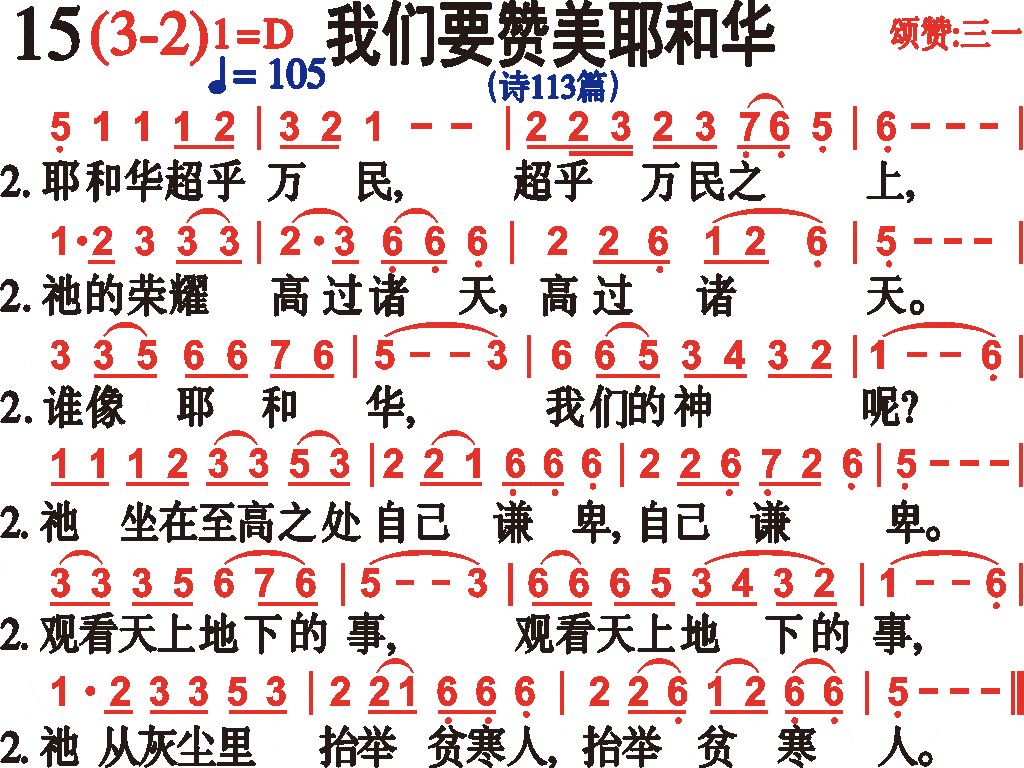 15(3-2)1=D 我们要赞美耶和华 颂赞:三一
♩= 105 (诗113篇)
5 1 1 1 2 | 3 2 1 - - | 2 2 3 2 3 7 6 5 | 6 - - - |
2. 耶和华超乎 万 民, 超乎 万民之 上,
1·2 3 3 3 | 2·3 6 6 6 | 2 2 6 1 2 6 | 5 - - - |
2. 祂的荣耀 高过诸 天, 高过 诸 天。
3 3 5 6 6 7 6 | 5 - - 3 | 6 6 5 3 4 3 2 | 1 - - 6 |
2. 谁像 耶 和 华, 我们的神 呢?
1 1 1 2 3 3 5 3 | 2 2 1 6 6 6 | 2 2 6 7 2 6 | 5 - - - |
2. 祂 坐在至高之处自己 谦 卑, 自己 谦 卑。
3 3 3 5 6 7 6 | 5 - - 3 | 6 6 6 5 3 4 3 2 | 1 - - 6 |
2. 观看天上地下的 事, 观看天上地 下的 事,
1·2 3 3 5 3 | 2 2 1 6 6 6 | 2 2 6 1 2 6 6 | 5 - - - ‖
2. 祂 从灰尘里 抬举 贫寒人, 抬举 贫 寒 人。